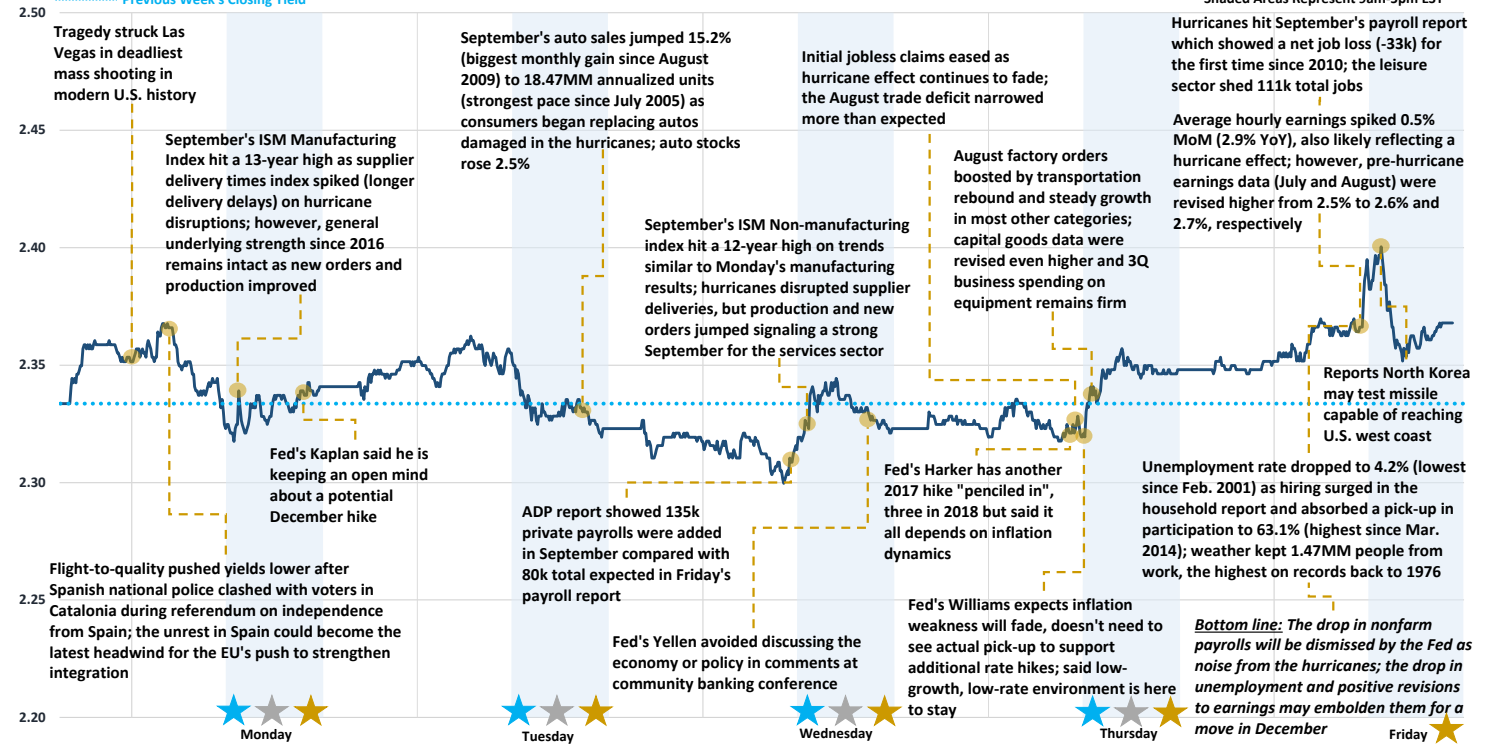 Previous Week's Closing Yield
Shaded Areas Represent 9am-5pm EST
2.50
2.45
2.40
2.35
2.30
2.25
2.20
Tragedy struck Las
Vegas in deadliest
mass shooting in
modern U.S. history
September's ISM Manufacturing
Index hit a 13-year high as supplier
delivery times index spiked (longer
delivery delays) on hurricane
disruptions; however, general
underlying strength since 2016
remains intact as new orders and
production improved
Fed's Kaplan said he is
keeping an open mind
about a potential
December hike
Flight-to-quality pushed yields lower after
Spanish national police clashed with voters in
Catalonia during referendum on independence
from Spain; the unrest in Spain could become the
latest headwind for the EU's push to strengthen
integration
September's auto sales jumped 15.2%
(biggest monthly gain since August
2009) to 18.47MM annualized units
(strongest pace since July 2005) as
consumers began replacing autos
damaged in the hurricanes; auto stocks
rose 2.5%
September's ISM Non-manufacturing
index hit a 12-year high on trends
similar to Monday's manufacturing
results; hurricanes disrupted supplier
deliveries, but production and new
orders jumped signaling a strong
September for the services sector
ADP report showed 135k
private payrolls were added
in September compared with
80k total expected in Friday's
payroll report
Fed's Yellen avoided discussing the
economy or policy in comments at
community banking conference
Initial jobless claims eased as
hurricane effect continues to fade;
the August trade deficit narrowed
more than expected
August factory orders
boosted by transportation
rebound and steady growth
in most other categories;
capital goods data were
revised even higher and 3Q
business spending on
equipment remains firm
Fed's Harker has another
2017 hike "penciled in",
three in 2018 but said it
all depends on inflation
dynamics
Fed's Williams expects inflation
weakness will fade, doesn't need to
see actual pick-up to support
additional rate hikes; said low-
growth, low-rate environment is here
to stay
Hurricanes hit September's payroll report
which showed a net job loss (-33k) for
the first time since 2010; the leisure
sector shed 111k total jobs
Average hourly earnings spiked 0.5%
MoM (2.9% YoY), also likely reflecting a
hurricane effect; however, pre-hurricane
earnings data (July and August) were
revised higher from 2.5% to 2.6% and
2.7%, respectively
Reports North Korea
may test missile
capable of reaching
U.S. west coast
Unemployment rate dropped to 4.2% (lowest
since Feb. 2001) as hiring surged in the
household report and absorbed a pick-up in
participation to 63.1% (highest since Mar.
2014); weather kept 1.47MM people from
work, the highest on records back to 1976
Bottom line: The drop in nonfarm
payrolls will be dismissed by the Fed as
noise from the hurricanes; the drop in
unemployment and positive revisions
to earnings may embolden them for a
move in December
Monday
Tuesday
Wednesday
Thursday
Friday